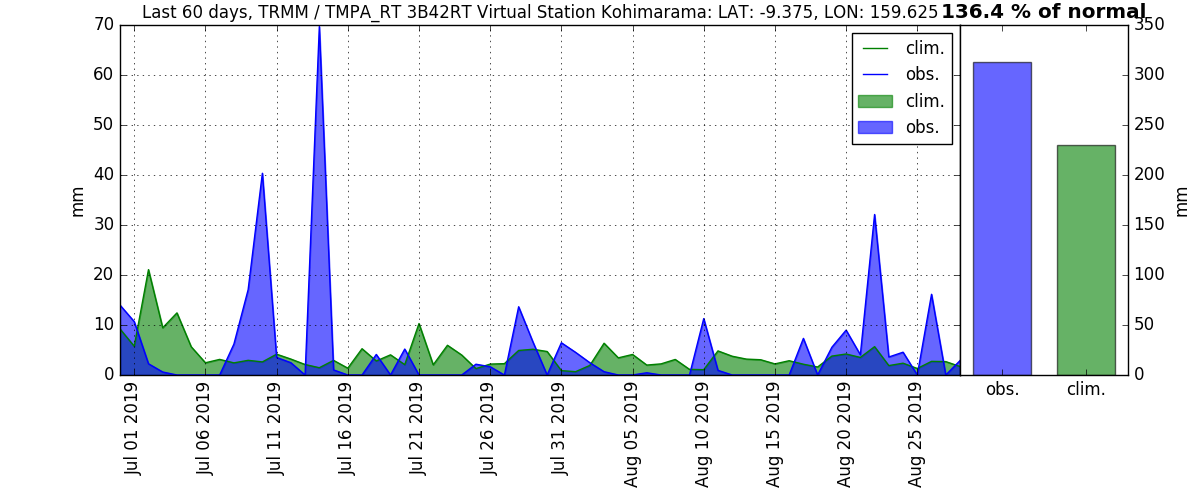 Last 60 days, TRMM / TMPA_RT 3B42RT Virtual Station Kohimarama: LAT: -9.375, LON: 159.625
136.4 % of normal
70
60
50
40
30
20
10
0
mm
clim.
obs.
clim.
obs.
Jul 01 2019
Jul 06 2019
Jul 11 2019
Jul 16 2019
Jul 21 2019
Jul 26 2019
Jul 31 2019
Aug 05 2019
Aug 10 2019
Aug 15 2019
Aug 20 2019
Aug 25 2019
350
300
250
200
150
100
50
0
mm
obs.
clim.